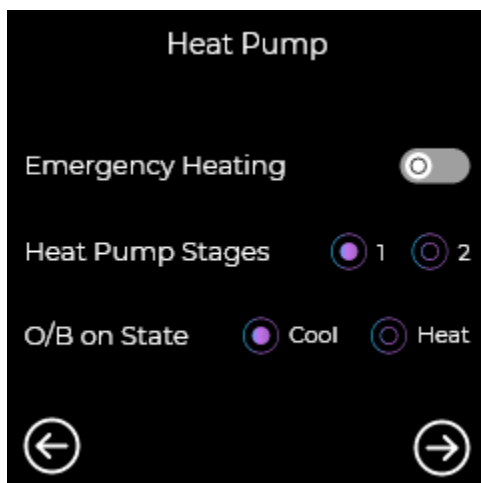 Heat Pump
Emergency Heating
Heat Pump Stages 1 2
O/B on State Cool Heat